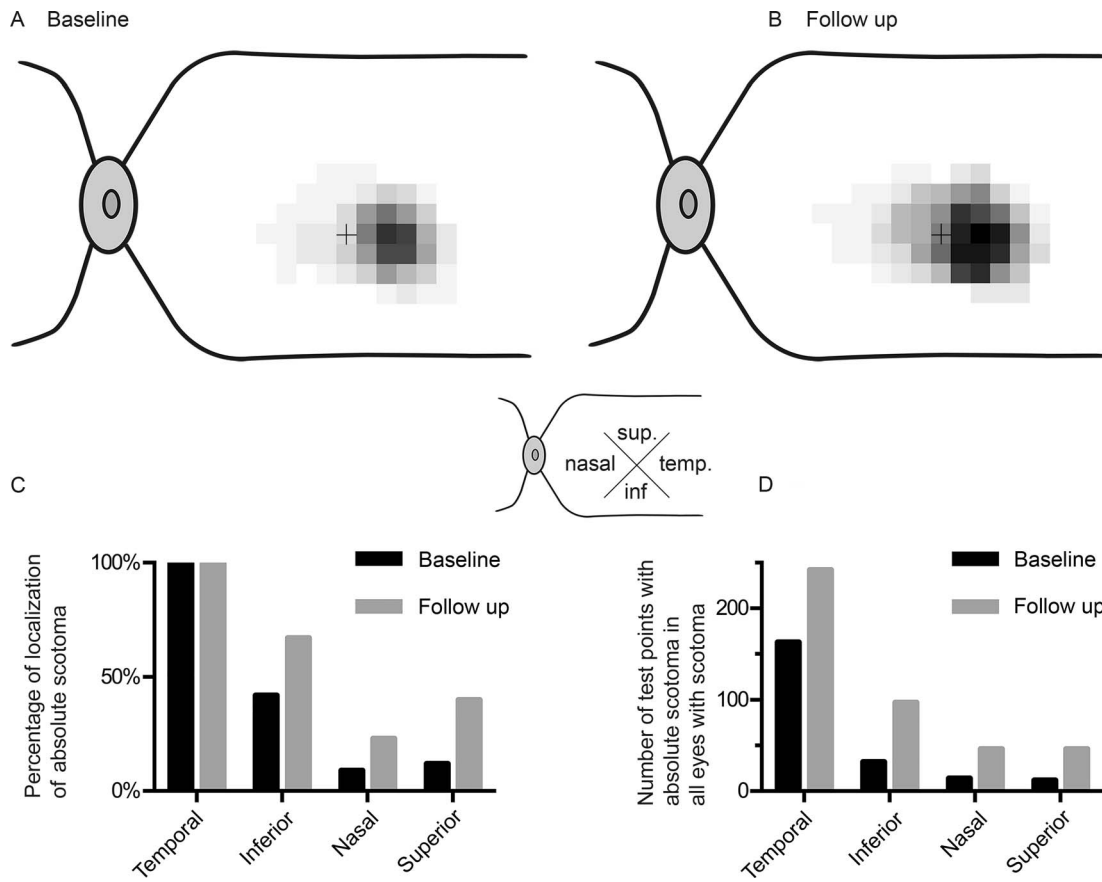 A Baseline
B Follow up
sup.
nasal
temp.
inf
C
Percentage of localization
of absolute scotoma
100%
50%
0%
Baseline
Follow up
Temporal
Inferior
Nasal
Superior
D
Number of test points with
absolute scotoma in
all eyes with scotoma
200
100
0
Baseline
Follow up
Temporal
Inferior
Nasal
Superior